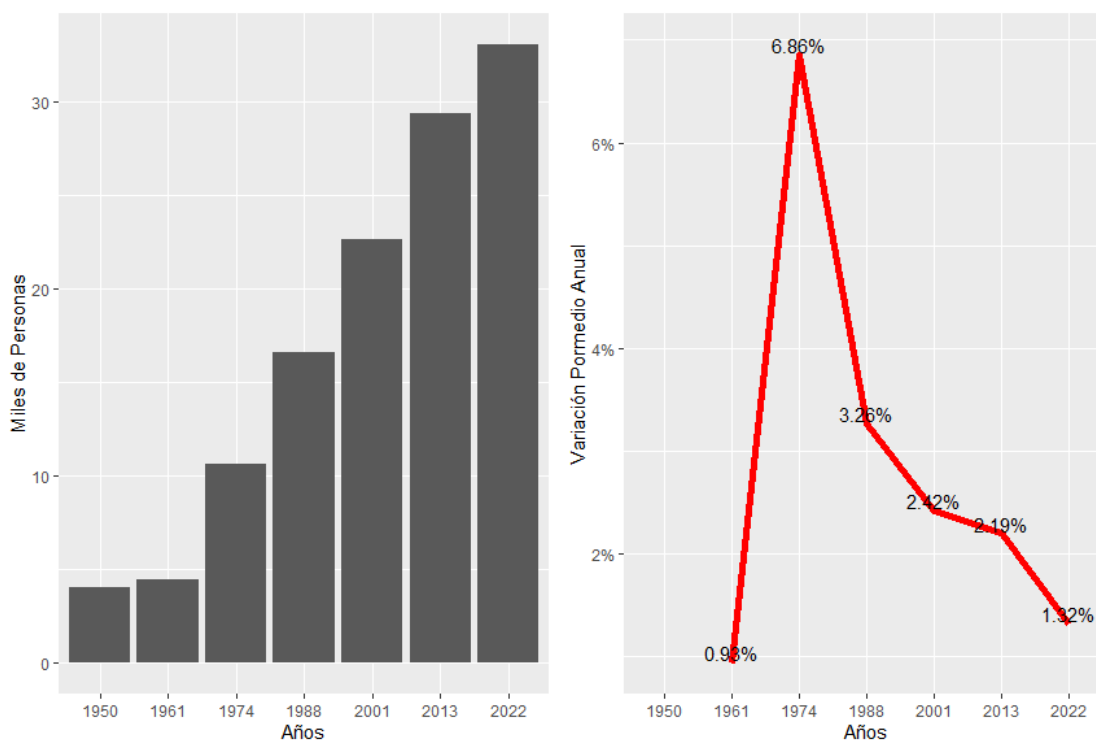 Miles de Personas
30
20
10
0
1950 1961 1974 1988 2001 2013 2022
Años
Variación Pormedio Anual
6%
4%
2%
6.86%
3.26%
2.42%
2.19%
1.32%
0.93%
1950 1961 1974 1988 2001 2013 2022
Años